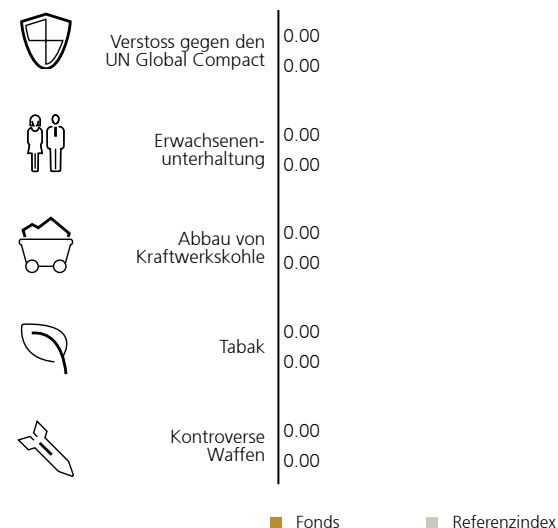 Verstoss gegen den
UN Global Compact
0.00
0.00
Erwachsenen-
unterhaltung
0.00
0.00
Abbau von
Kraftwerkskohle
0.00
0.00
Tabak
0.00
0.00
Kontroverse
Waffen
0.00
0.00
Fonds
Referenzindex